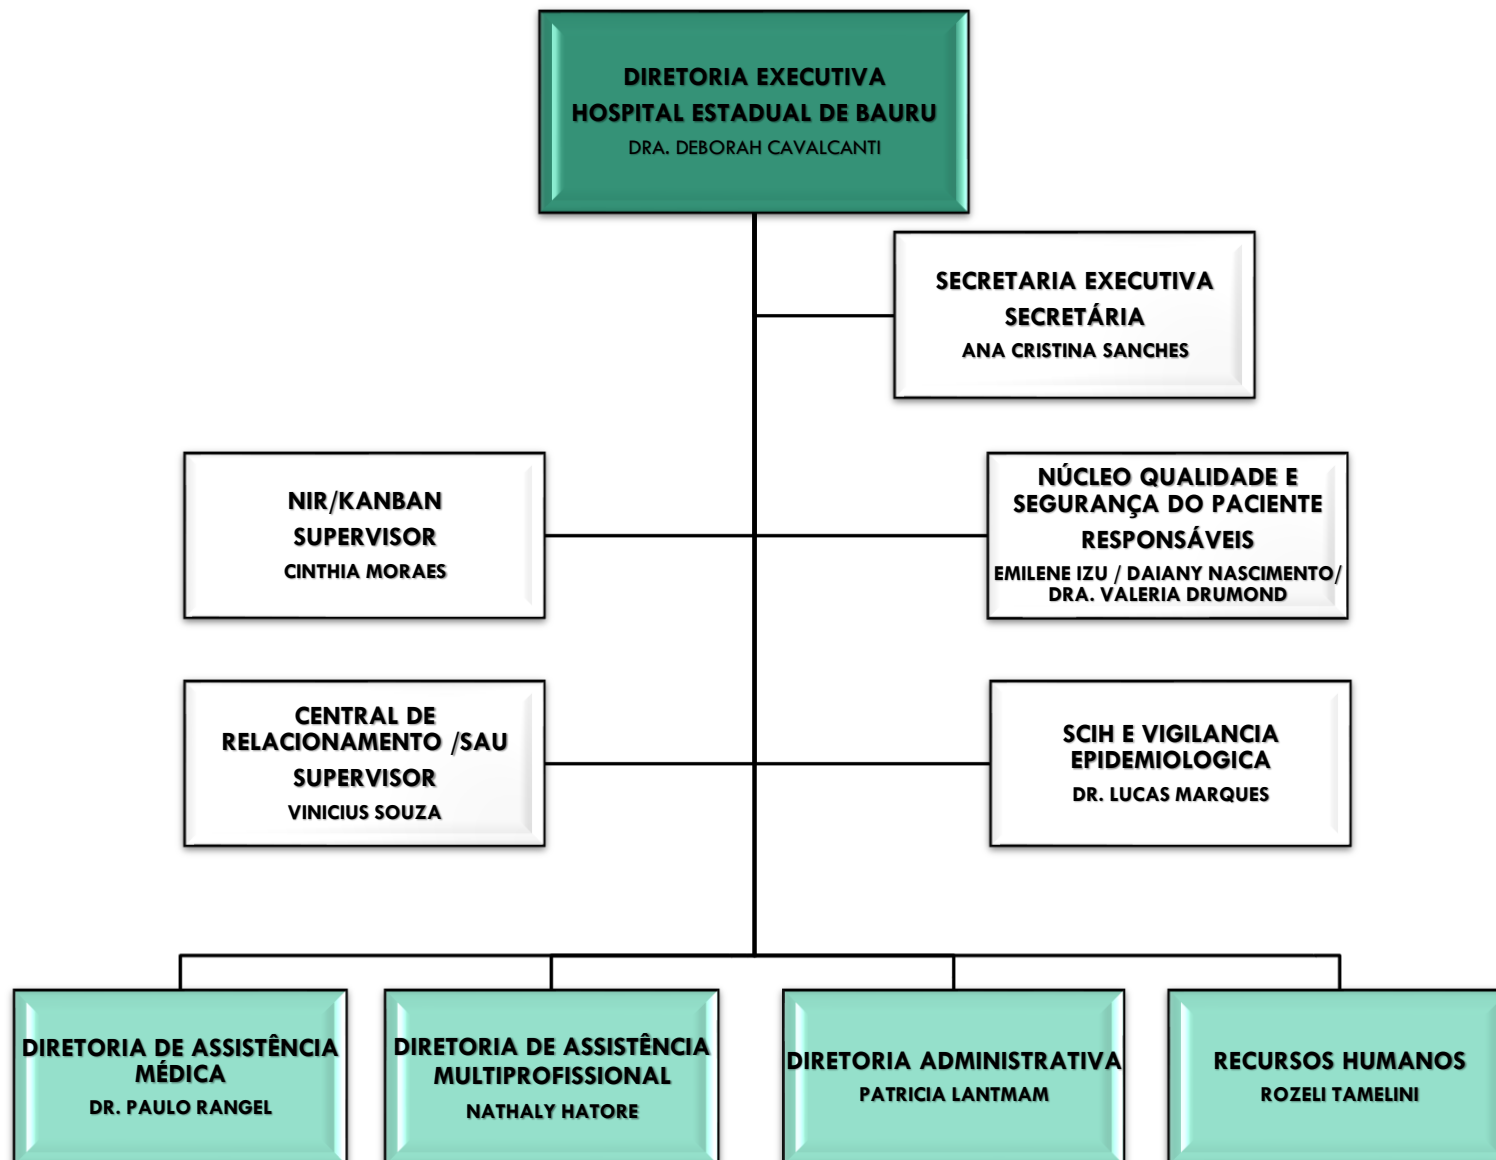 DIRETORIA EXECUTIVA
HOSPITAL ESTADUAL DE BAURU
DRA. DEBORAH CAVALCANTI
SECRETARIA EXECUTIVA
SECRETÁRIA
ANA CRISTINA SANCHES
NIR/KANBAN
SUPERVISOR
CINTHIA MORAES
NÚCLEO QUALIDADE E
SEGURANÇA DO PACIENTE
RESPONSÁVEIS
EMILENE IZU / DAIANY NASCIMENTO/
DRA. VALERIA DRUMOND
CENTRAL DE
RELACIONAMENTO /SAU
SUPERVISOR
VINICIUS SOUZA
SCIH E VIGILANCIA
EPIDEMIOLOGICA
DR. LUCAS MARQUES
DIRETORIA DE ASSISTÊNCIA
MÉDICA
DR. PAULO RANGEL
DIRETORIA DE ASSISTÊNCIA
MULTIPROFISSIONAL
NATHALY HATORE
DIRETORIA ADMINISTRATIVA
PATRICIA LANTMAM
RECURSOS HUMANOS
ROZELI TAMELINI